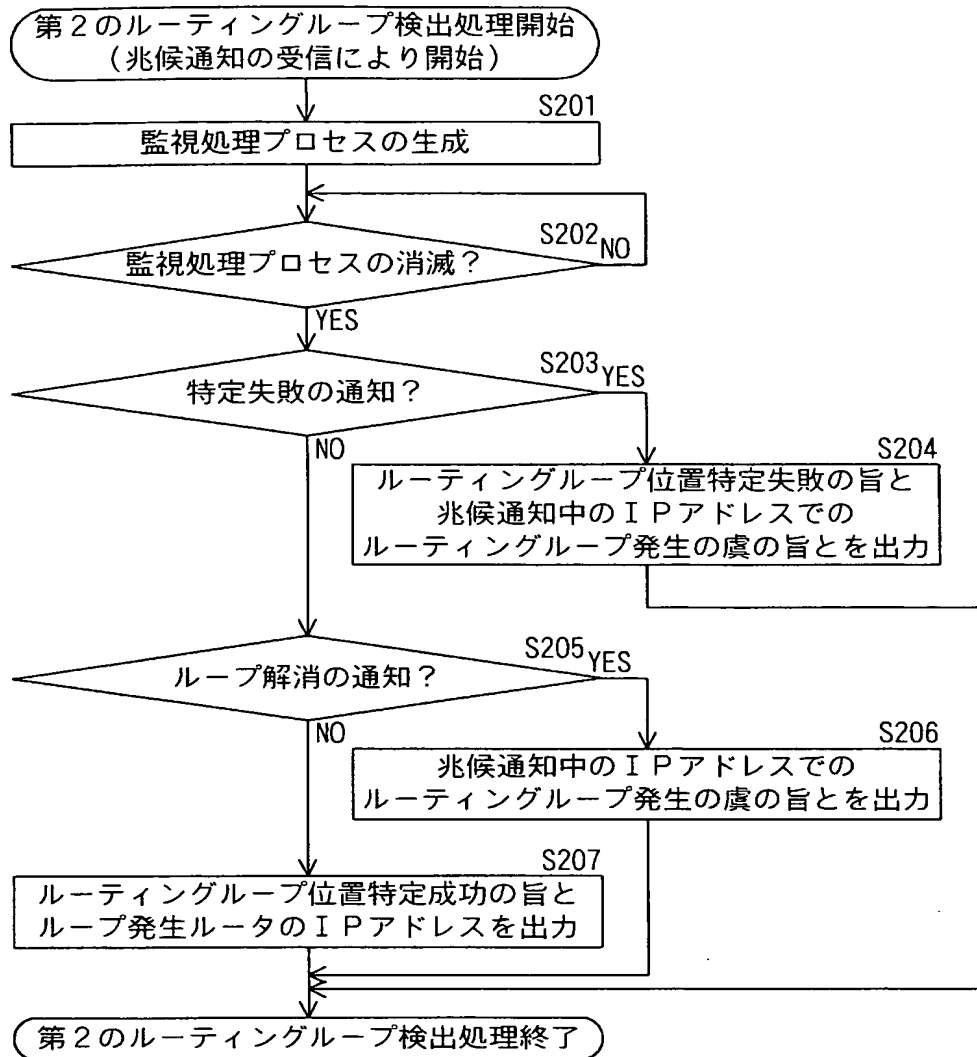 第２のルーティングループ検出処理開始
（兆候通知の受信により開始）
S201
監視処理プロセスの生成
S202
NO
監視処理プロセスの消滅？
YES
S203
YES
特定失敗の通知？
NO
S204
ルーティングループ位置特定失敗の旨と
兆候通知中のＩＰアドレスでの
ルーティングループ発生の虞の旨とを出力
S205
YES
ループ解消の通知？
NO
S206
兆候通知中のＩＰアドレスでの
ルーティングループ発生の虞の旨とを出力
S207
ルーティングループ位置特定成功の旨と
ループ発生ルータのＩＰアドレスを出力
第２のルーティングループ検出処理終了